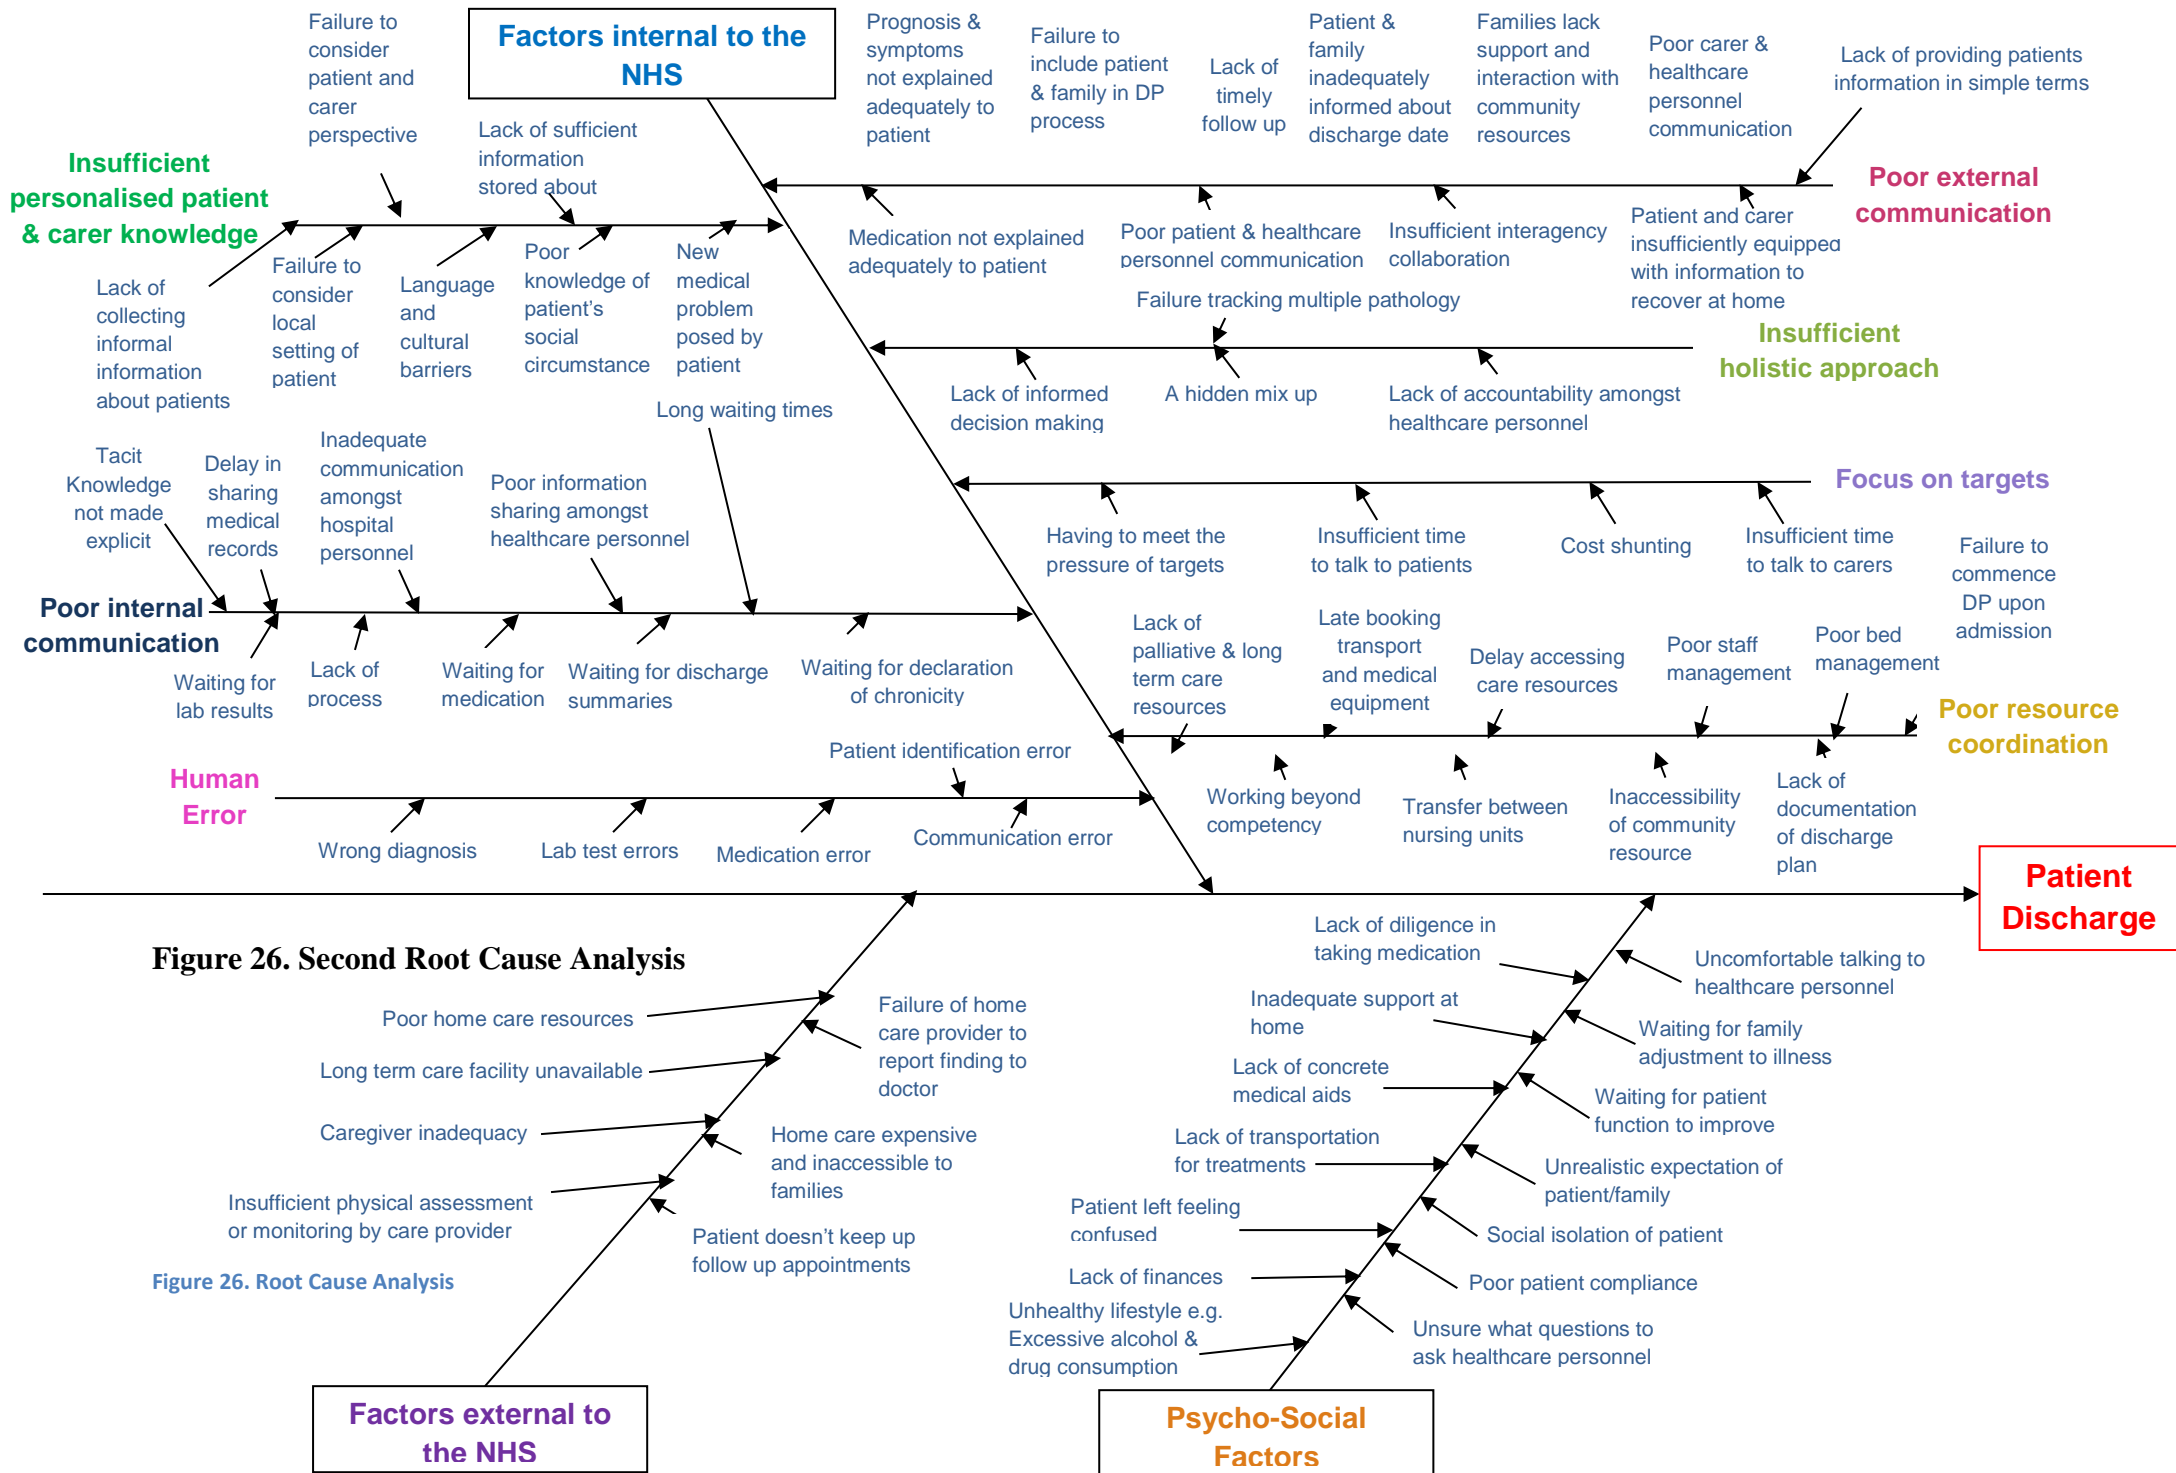 Failure to
consider
patient and
carer
perspective
Factors internal to the
NHS
Prognosis &
symptoms
not explained
adequately to
patient
Failure to
include patient
& family in DP
process
Lack of
timely
follow up
Patient &
family
inadequately
informed about
discharge date
Families lack
support and
interaction with
community
resources
Poor carer &
healthcare
personnel
communication
Lack of providing patients
information in simple terms
Lack of sufficient
information
stored about
Insufficient
personalised patient
& carer knowledge
Poor external
communication
Lack of
collecting
informal
information
about patients
Failure to
consider
local
setting of
patient
Language
and
cultural
barriers
Poor
knowledge of
patient's
social
circumstance
New
medical
problem
posed by
patient
Medication not explained
adequately to patient
Poor patient & healthcare
personnel communication
Insufficient interagency
collaboration
Patient and carer
insufficiently equipped
with information to
recover at home
Failure tracking multiple pathology
Insufficient
holistic approach
Lack of informed
decision making
A hidden mix up
Lack of accountability amongst
healthcare personnel
Long waiting times
Tacit
Knowledge
not made
explicit
Delay in
sharing
medical
records
Inadequate
communication
amongst
hospital
personnel
Poor information
sharing amongst
healthcare personnel
Focus on targets
Having to meet the
pressure of targets
Insufficient time
to talk to patients
Cost shunting
Insufficient time
to talk to carers
Failure to
commence
DP upon
admission
Poor internal
communication
Waiting for
lab results
Lack of
process
Waiting for
medication
Waiting for discharge
summaries
Waiting for declaration
of chronicity
Lack of
palliative & long
term care
resources
Late booking
transport
and medical
equipment
Delay accessing
care resources
Poor staff
management
Poor bed
management
Poor resource
coordination
Patient identification error
Human
Error
Wrong diagnosis
Lab test errors
Medication error
Communication error
Working beyond
competency
Transfer between
nursing units
Inaccessibility
of community
resource
Lack of
documentation
of discharge
plan
Patient
Discharge
Figure 26. Second Root Cause Analysis
Poor home care resources
Failure of home
care provider to
report finding to
doctor
Long term care facility unavailable
Caregiver inadequacy
Home care expensive
and inaccessible to
families
Insufficient physical assessment
or monitoring by care provider
Patient doesn't keep up
follow up appointments
Figure 26. Root Cause Analysis
Factors external to
the NHS
Lack of diligence in
taking medication
Uncomfortable talking to
healthcare personnel
Inadequate support at
home
Waiting for family
adjustment to illness
Lack of concrete
medical aids
Waiting for patient
function to improve
Lack of transportation
for treatments
Unrealistic expectation of
patient/family
Patient left feeling
confused
Social isolation of patient
Lack of finances
Poor patient compliance
Unhealthy lifestyle e.g.
Excessive alcohol &
drug consumption
Unsure what questions to
ask healthcare personnel
Psycho-Social
Factors